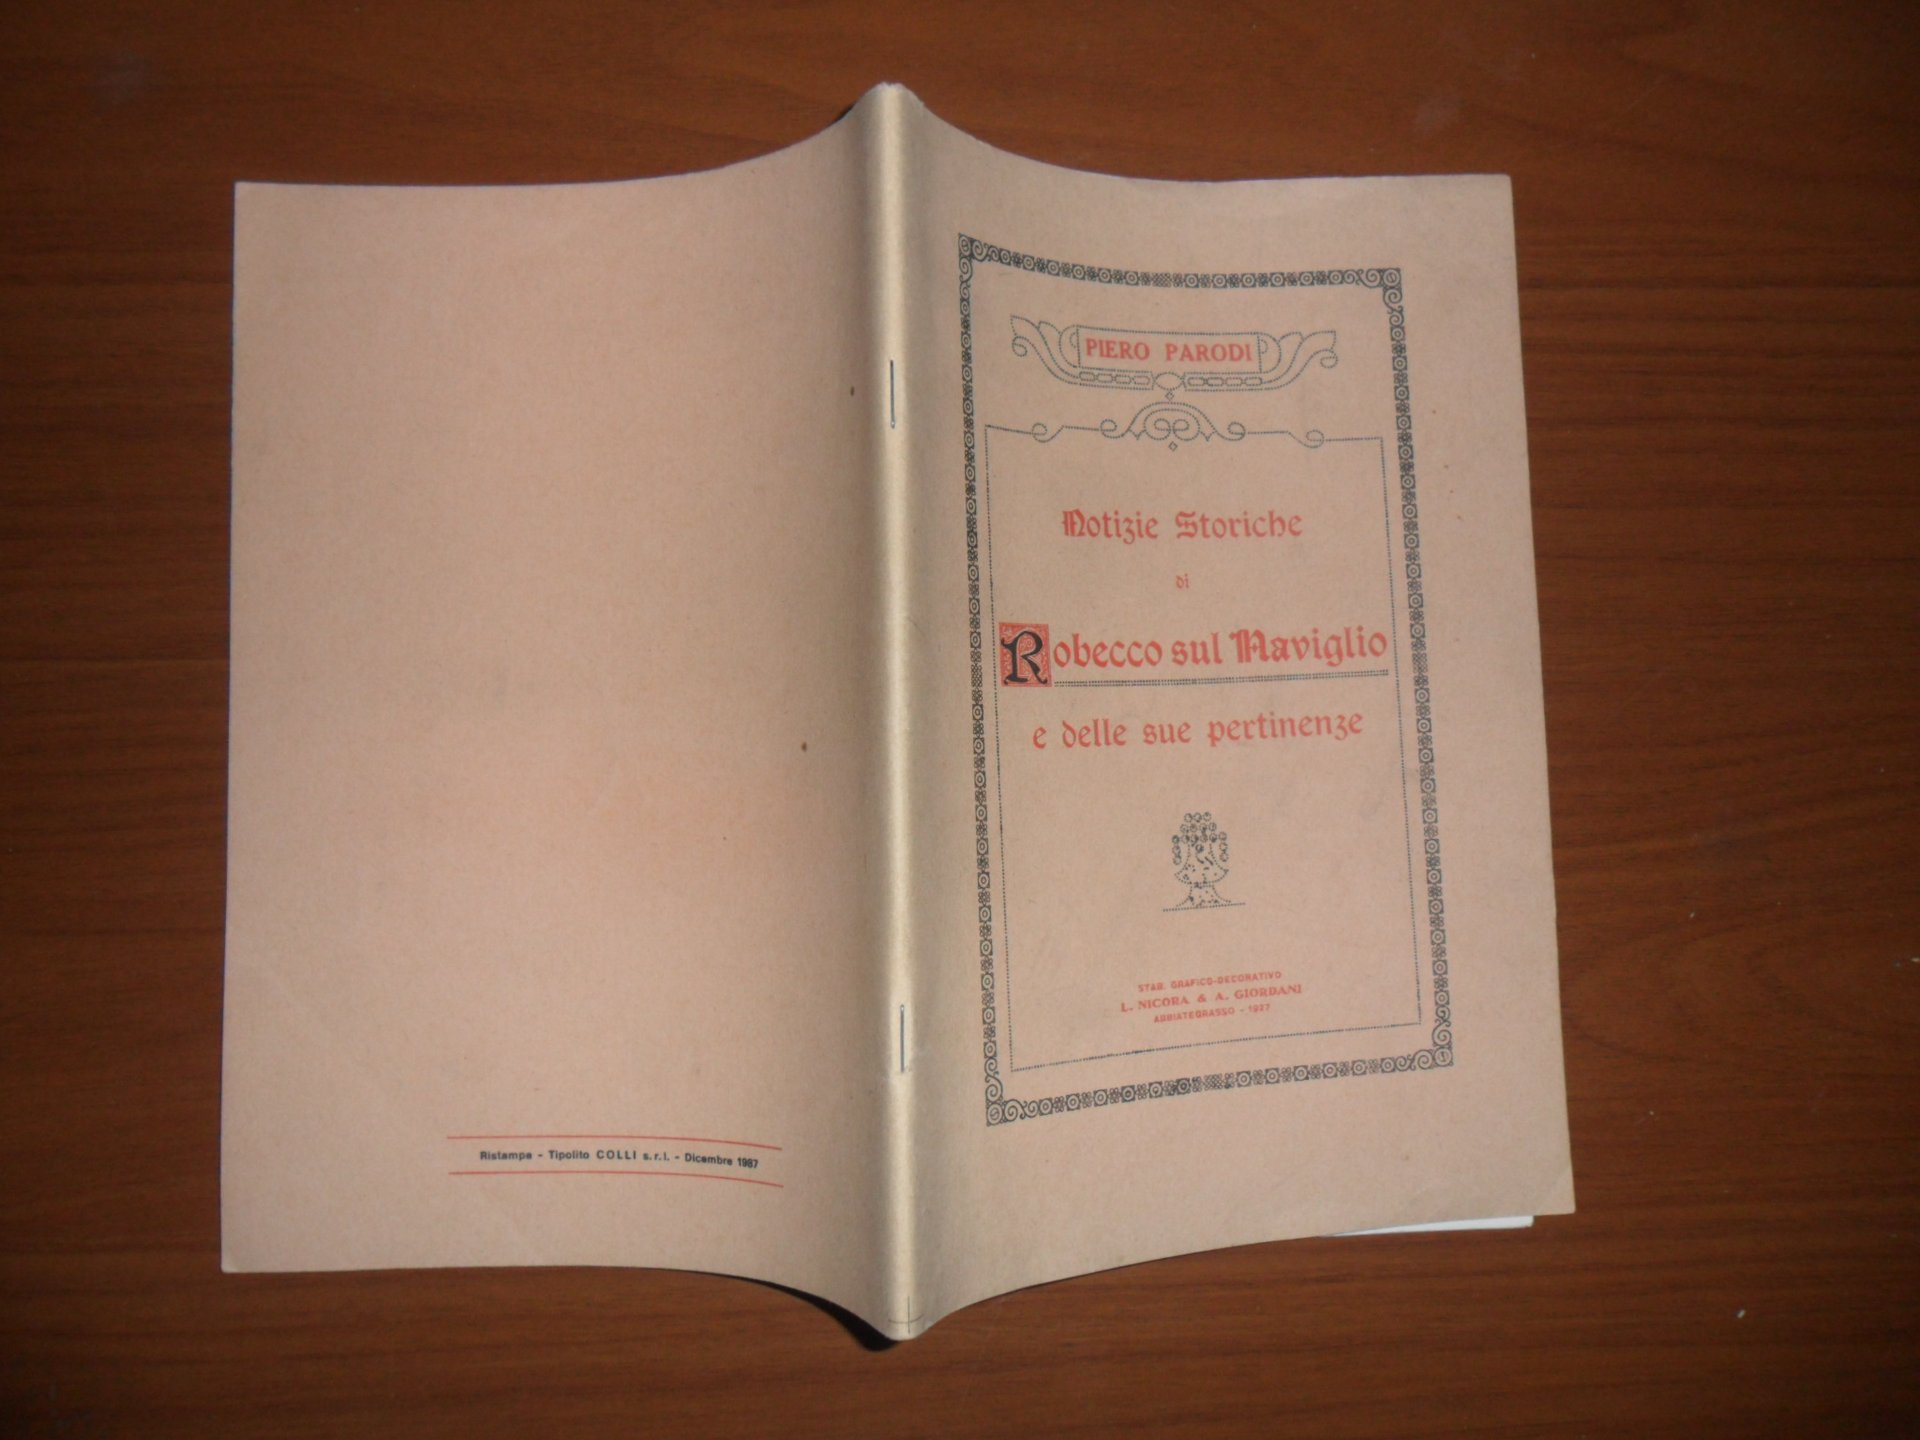 PIERO PARODI
Notizie Storiche
di
Robecco sul Naviglio
e delle sue pertinenze
STAB. GRAFICO-DECORATIVO
L. NICORA & A. GIORDANI
ABBIATEGRASSO - 1927
Ristampa - Tipolito COLLI s.r.l. - Dicembre 1987